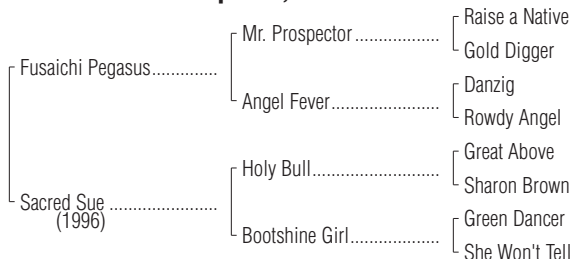 Raise a Native
Mr. Prospector ..................
Gold Digger
Fusaichi Pegasus..............
Danzig
Angel Fever.......................
Rowdy Angel
Great Above
Holy Bull...........................
Sharon Brown
Sacred Sue .......................
(1996)
Green Dancer
Bootshine Girl...................
She Won't Tell